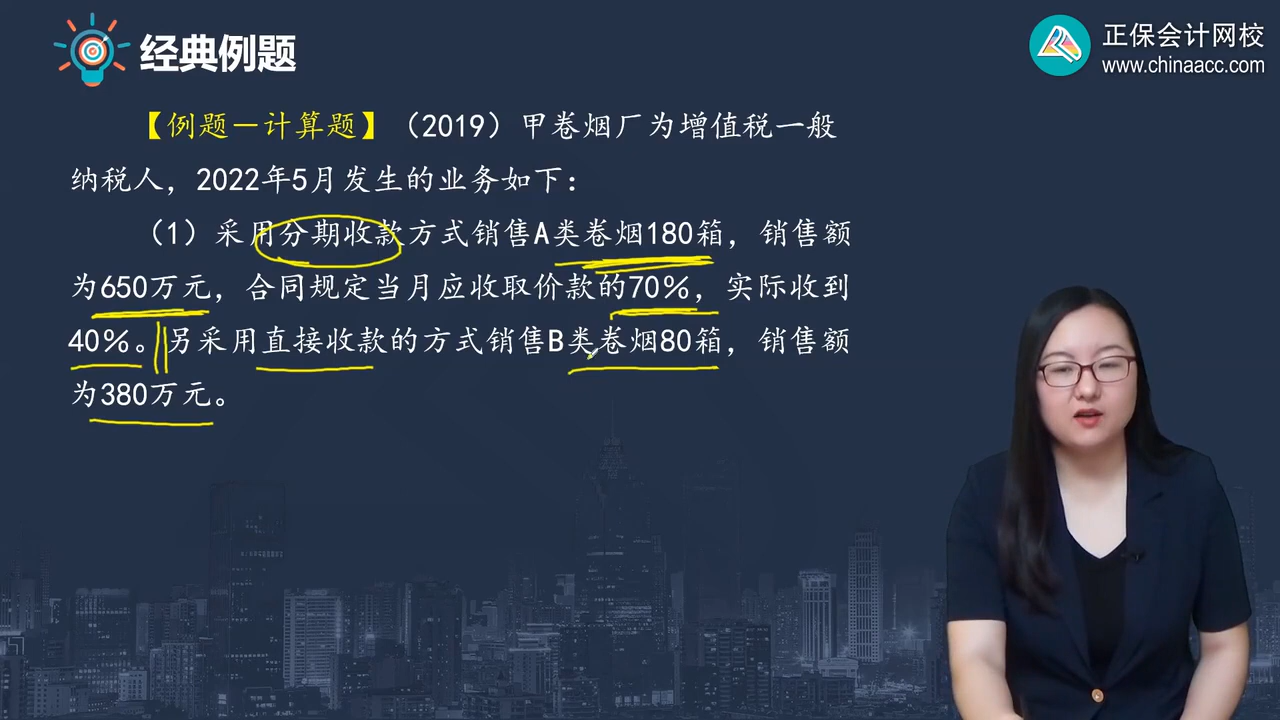 经典例题
正保会计网校
www.chinaacc.com
【例题－计算题】（2019）甲卷烟厂为增值税一般
纳税人，2022年5月发生的业务如下：
（1）采用分期收款方式销售A类卷烟180箱，销售额
为650万元，合同规定当月应收取价款的70%，实际收到
40%。另采用直接收款的方式销售B类卷烟80箱，销售额
为380万元。